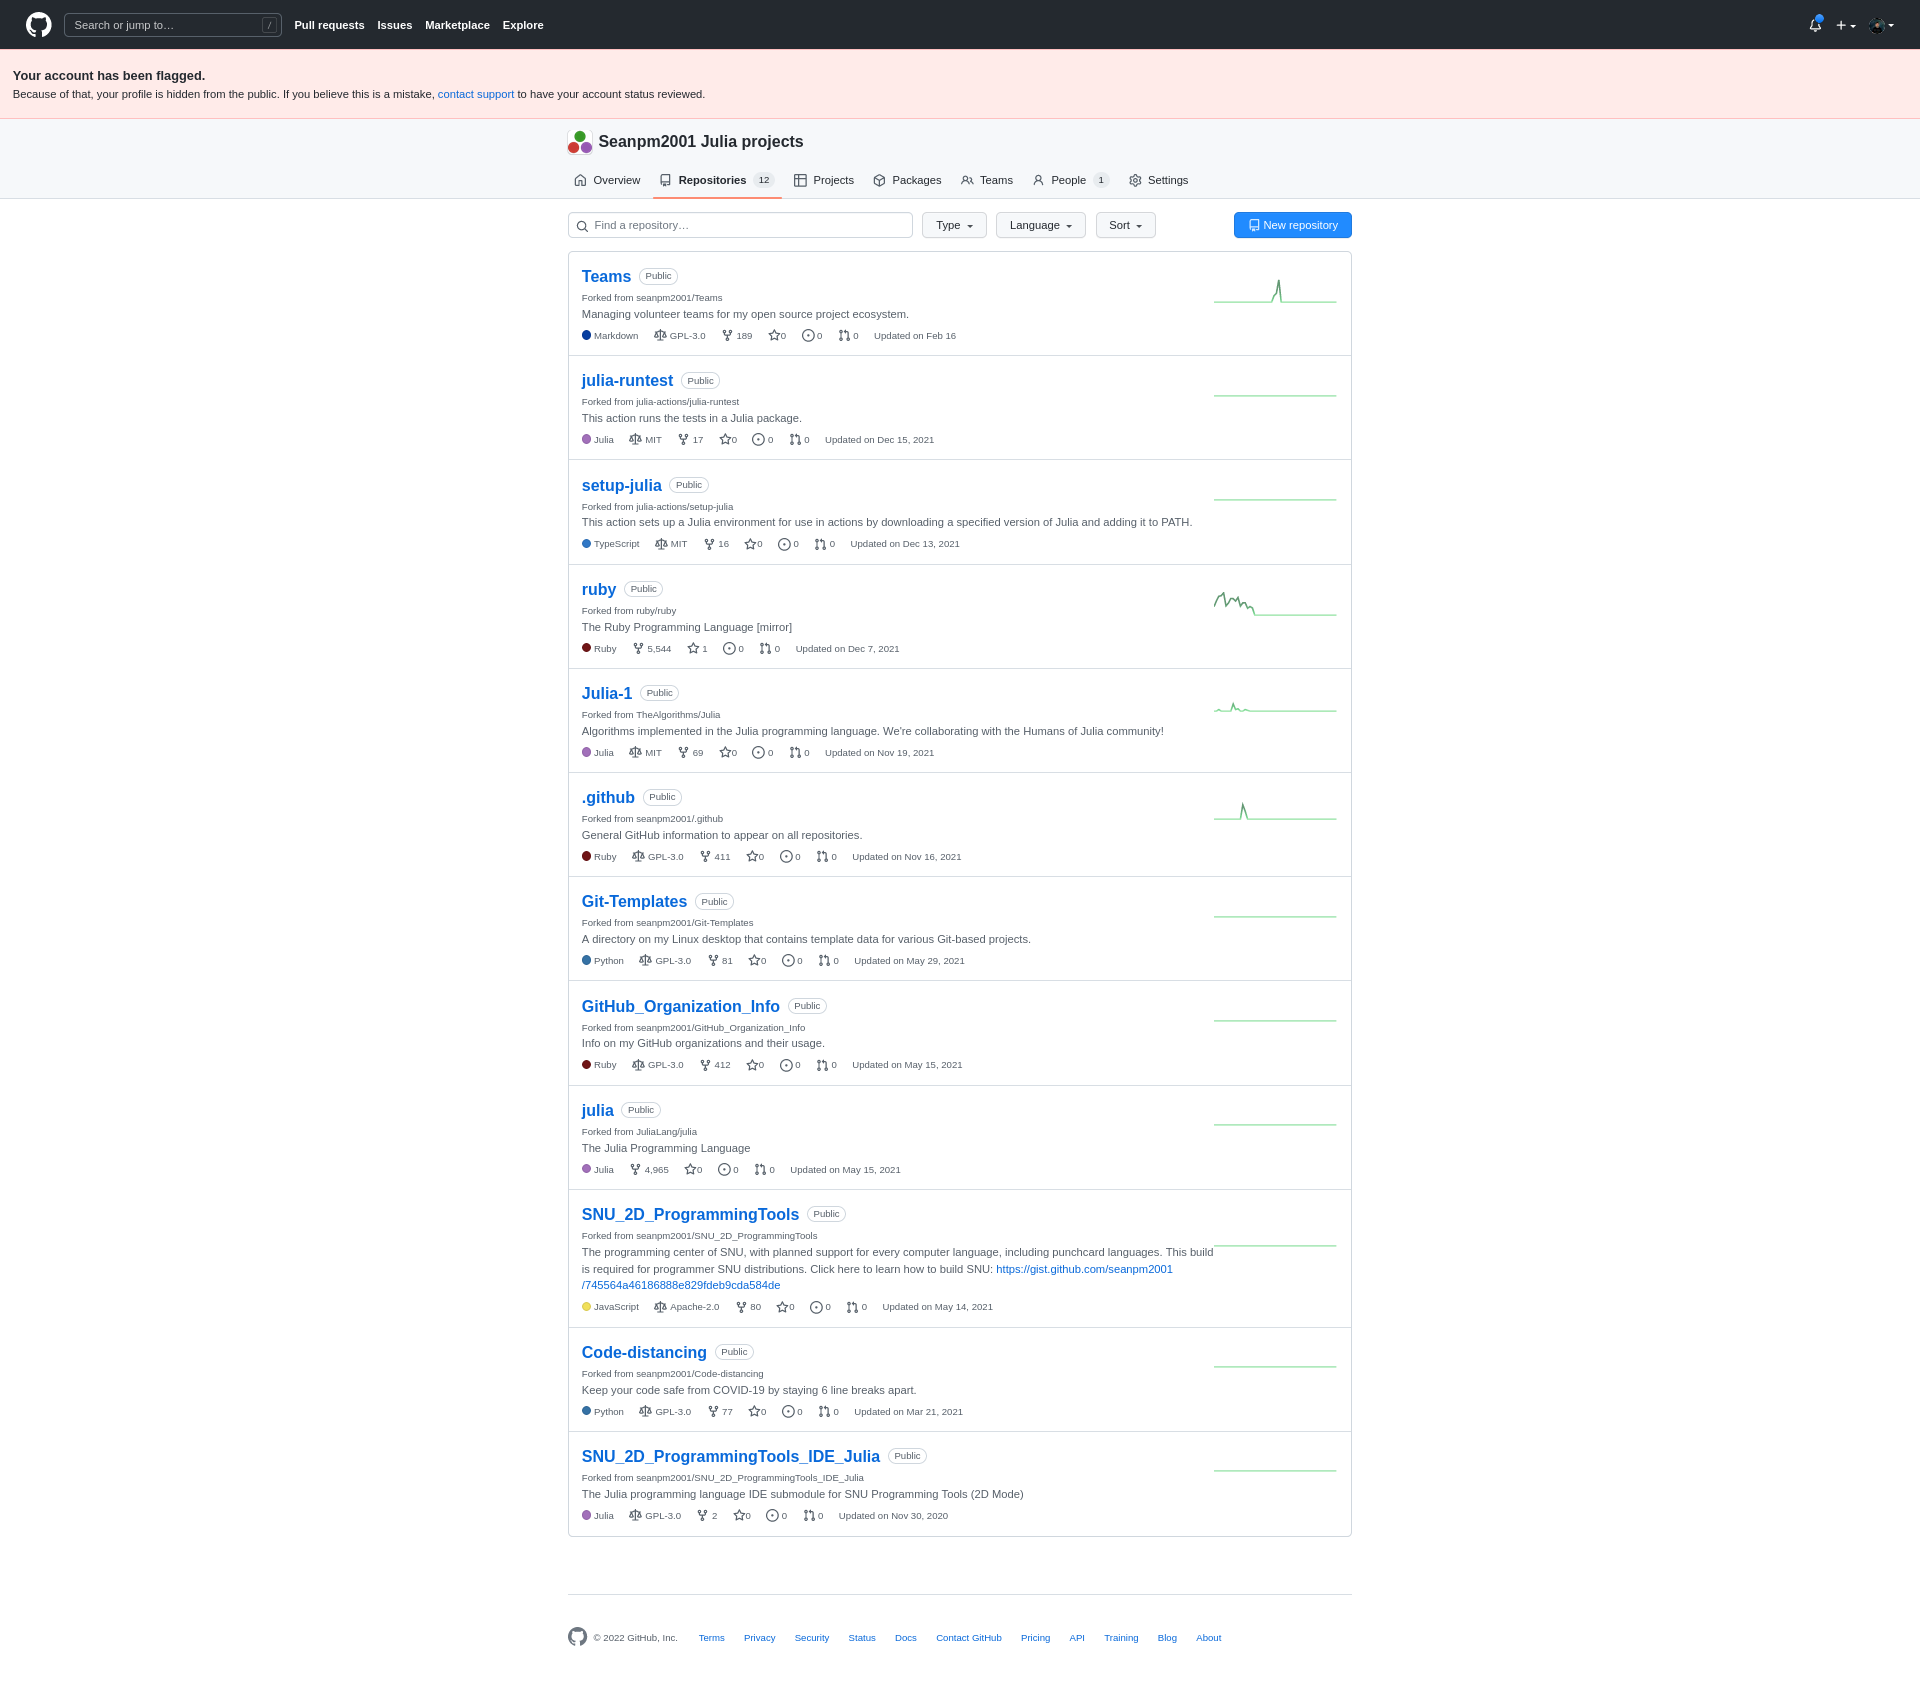 Search or jump to… /
Pull requests Issues Marketplace Explore
Your account has been flagged.
Because of that, your profile is hidden from the public. If you believe this is a mistake, contact support to have your account status reviewed.
Seanpm2001 Julia projects
Overview Repositories 12 Projects Packages Teams People 1 Settings
Find a repository… Type Language Sort New repository
Teams Public
Forked from seanpm2001/Teams
Managing volunteer teams for my open source project ecosystem.
Markdown GPL-3.0 189 0 0 0 Updated on Feb 16
julia-runtest Public
Forked from julia-actions/julia-runtest
This action runs the tests in a Julia package.
Julia MIT 17 0 0 0 Updated on Dec 15, 2021
setup-julia Public
Forked from julia-actions/setup-julia
This action sets up a Julia environment for use in actions by downloading a specified version of Julia and adding it to PATH.
TypeScript MIT 16 0 0 0 Updated on Dec 13, 2021
ruby Public
Forked from ruby/ruby
The Ruby Programming Language [mirror]
Ruby 5,544 1 0 0 Updated on Dec 7, 2021
Julia-1 Public
Forked from TheAlgorithms/Julia
Algorithms implemented in the Julia programming language. We're collaborating with the Humans of Julia community!
Julia MIT 69 0 0 0 Updated on Nov 19, 2021
.github Public
Forked from seanpm2001/.github
General GitHub information to appear on all repositories.
Ruby GPL-3.0 411 0 0 0 Updated on Nov 16, 2021
Git-Templates Public
Forked from seanpm2001/Git-Templates
A directory on my Linux desktop that contains template data for various Git-based projects.
Python GPL-3.0 81 0 0 0 Updated on May 29, 2021
GitHub_Organization_Info Public
Forked from seanpm2001/GitHub_Organization_Info
Info on my GitHub organizations and their usage.
Ruby GPL-3.0 412 0 0 0 Updated on May 15, 2021
julia Public
Forked from JuliaLang/julia
The Julia Programming Language
Julia 4,965 0 0 0 Updated on May 15, 2021
SNU_2D_ProgrammingTools Public
Forked from seanpm2001/SNU_2D_ProgrammingTools
The programming center of SNU, with planned support for every computer language, including punchcard languages. This build
is required for programmer SNU distributions. Click here to learn how to build SNU: https://gist.github.com/seanpm2001
/745564a46186888e829fdeb9cda584de
JavaScript Apache-2.0 80 0 0 0 Updated on May 14, 2021
Code-distancing Public
Forked from seanpm2001/Code-distancing
Keep your code safe from COVID-19 by staying 6 line breaks apart.
Python GPL-3.0 77 0 0 0 Updated on Mar 21, 2021
SNU_2D_ProgrammingTools_IDE_Julia Public
Forked from seanpm2001/SNU_2D_ProgrammingTools_IDE_Julia
The Julia programming language IDE submodule for SNU Programming Tools (2D Mode)
Julia GPL-3.0 2 0 0 0 Updated on Nov 30, 2020
© 2022 GitHub, Inc. Terms Privacy Security Status Docs Contact GitHub Pricing API Training Blog About